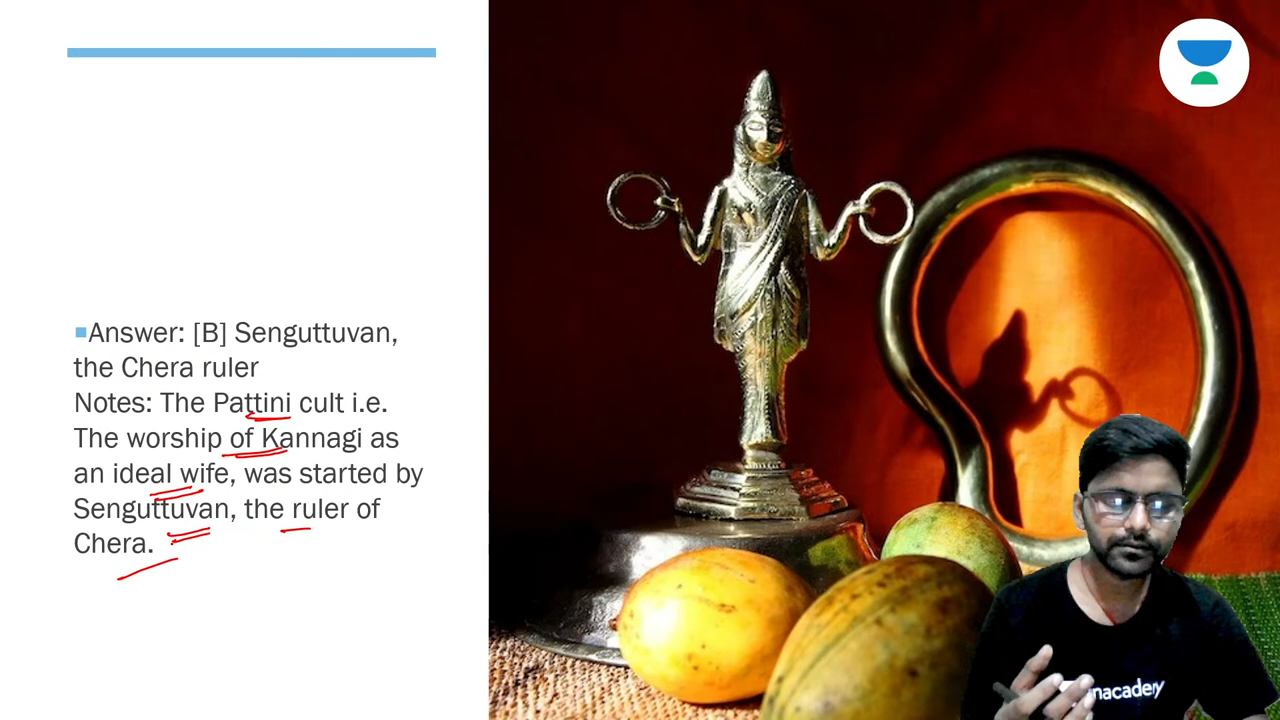 ▪Answer: [B] Senguttuvan,
the Chera ruler
Notes: The Pattini cult i.e.
The worship of Kannagi as
an ideal wife, was started by
Senguttuvan, the ruler of
Chera.
nacademy